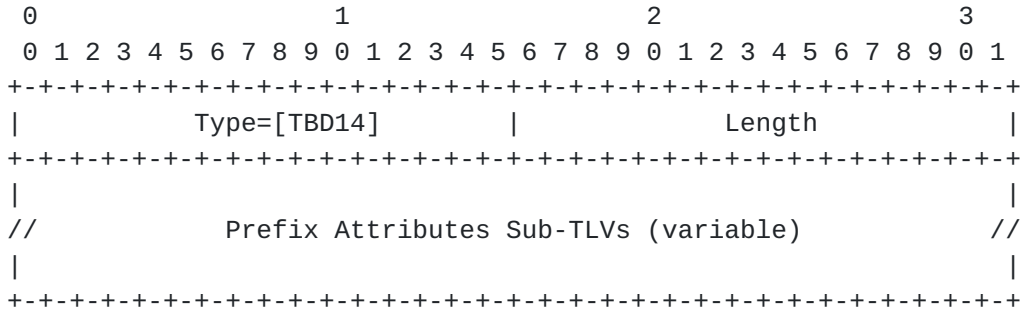 0                   1                   2                   3
 0 1 2 3 4 5 6 7 8 9 0 1 2 3 4 5 6 7 8 9 0 1 2 3 4 5 6 7 8 9 0 1
+-+-+-+-+-+-+-+-+-+-+-+-+-+-+-+-+-+-+-+-+-+-+-+-+-+-+-+-+-+-+-+-+
|           Type=[TBD14]        |             Length            |
+-+-+-+-+-+-+-+-+-+-+-+-+-+-+-+-+-+-+-+-+-+-+-+-+-+-+-+-+-+-+-+-+
|                                                               |
//            Prefix Attributes Sub-TLVs (variable)            //
|                                                               |
+-+-+-+-+-+-+-+-+-+-+-+-+-+-+-+-+-+-+-+-+-+-+-+-+-+-+-+-+-+-+-+-+